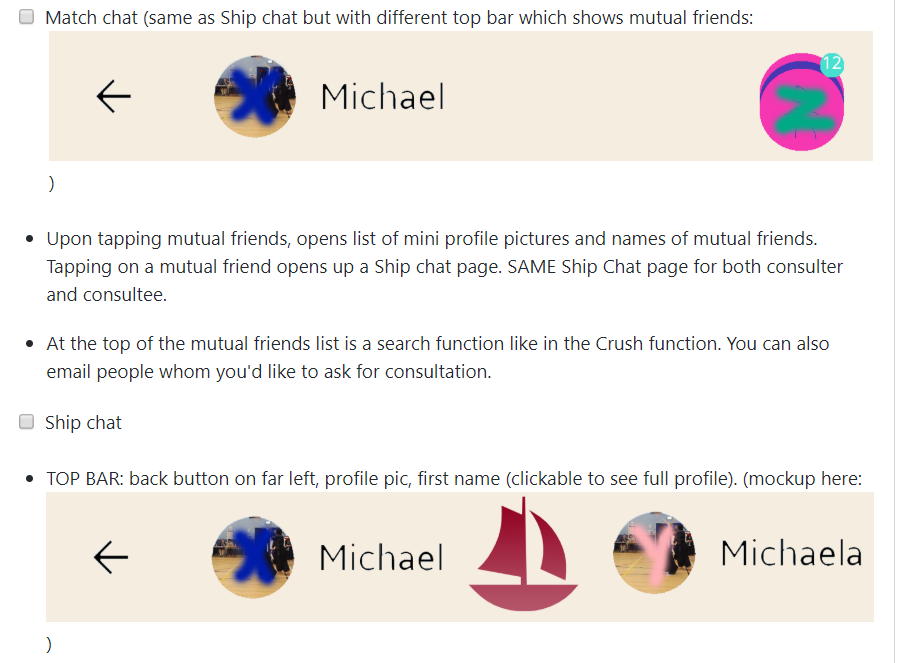 Match chat (same as Ship chat but with different top bar which shows mutual friends:
Michael
12
Z
X
)
Upon tapping mutual friends, opens list of mini profile pictures and names of mutual friends.
Tapping on a mutual friend opens up a Ship chat page. SAME Ship Chat page for both consulter
and consultee.
At the top of the mutual friends list is a search function like in the Crush function. You can also
email people whom you'd like to ask for consultation.
Ship chat
TOP BAR: back button on far left, profile pic, first name (clickable to see full profile). (mockup here:
X
Michael
Y
Michaela
)